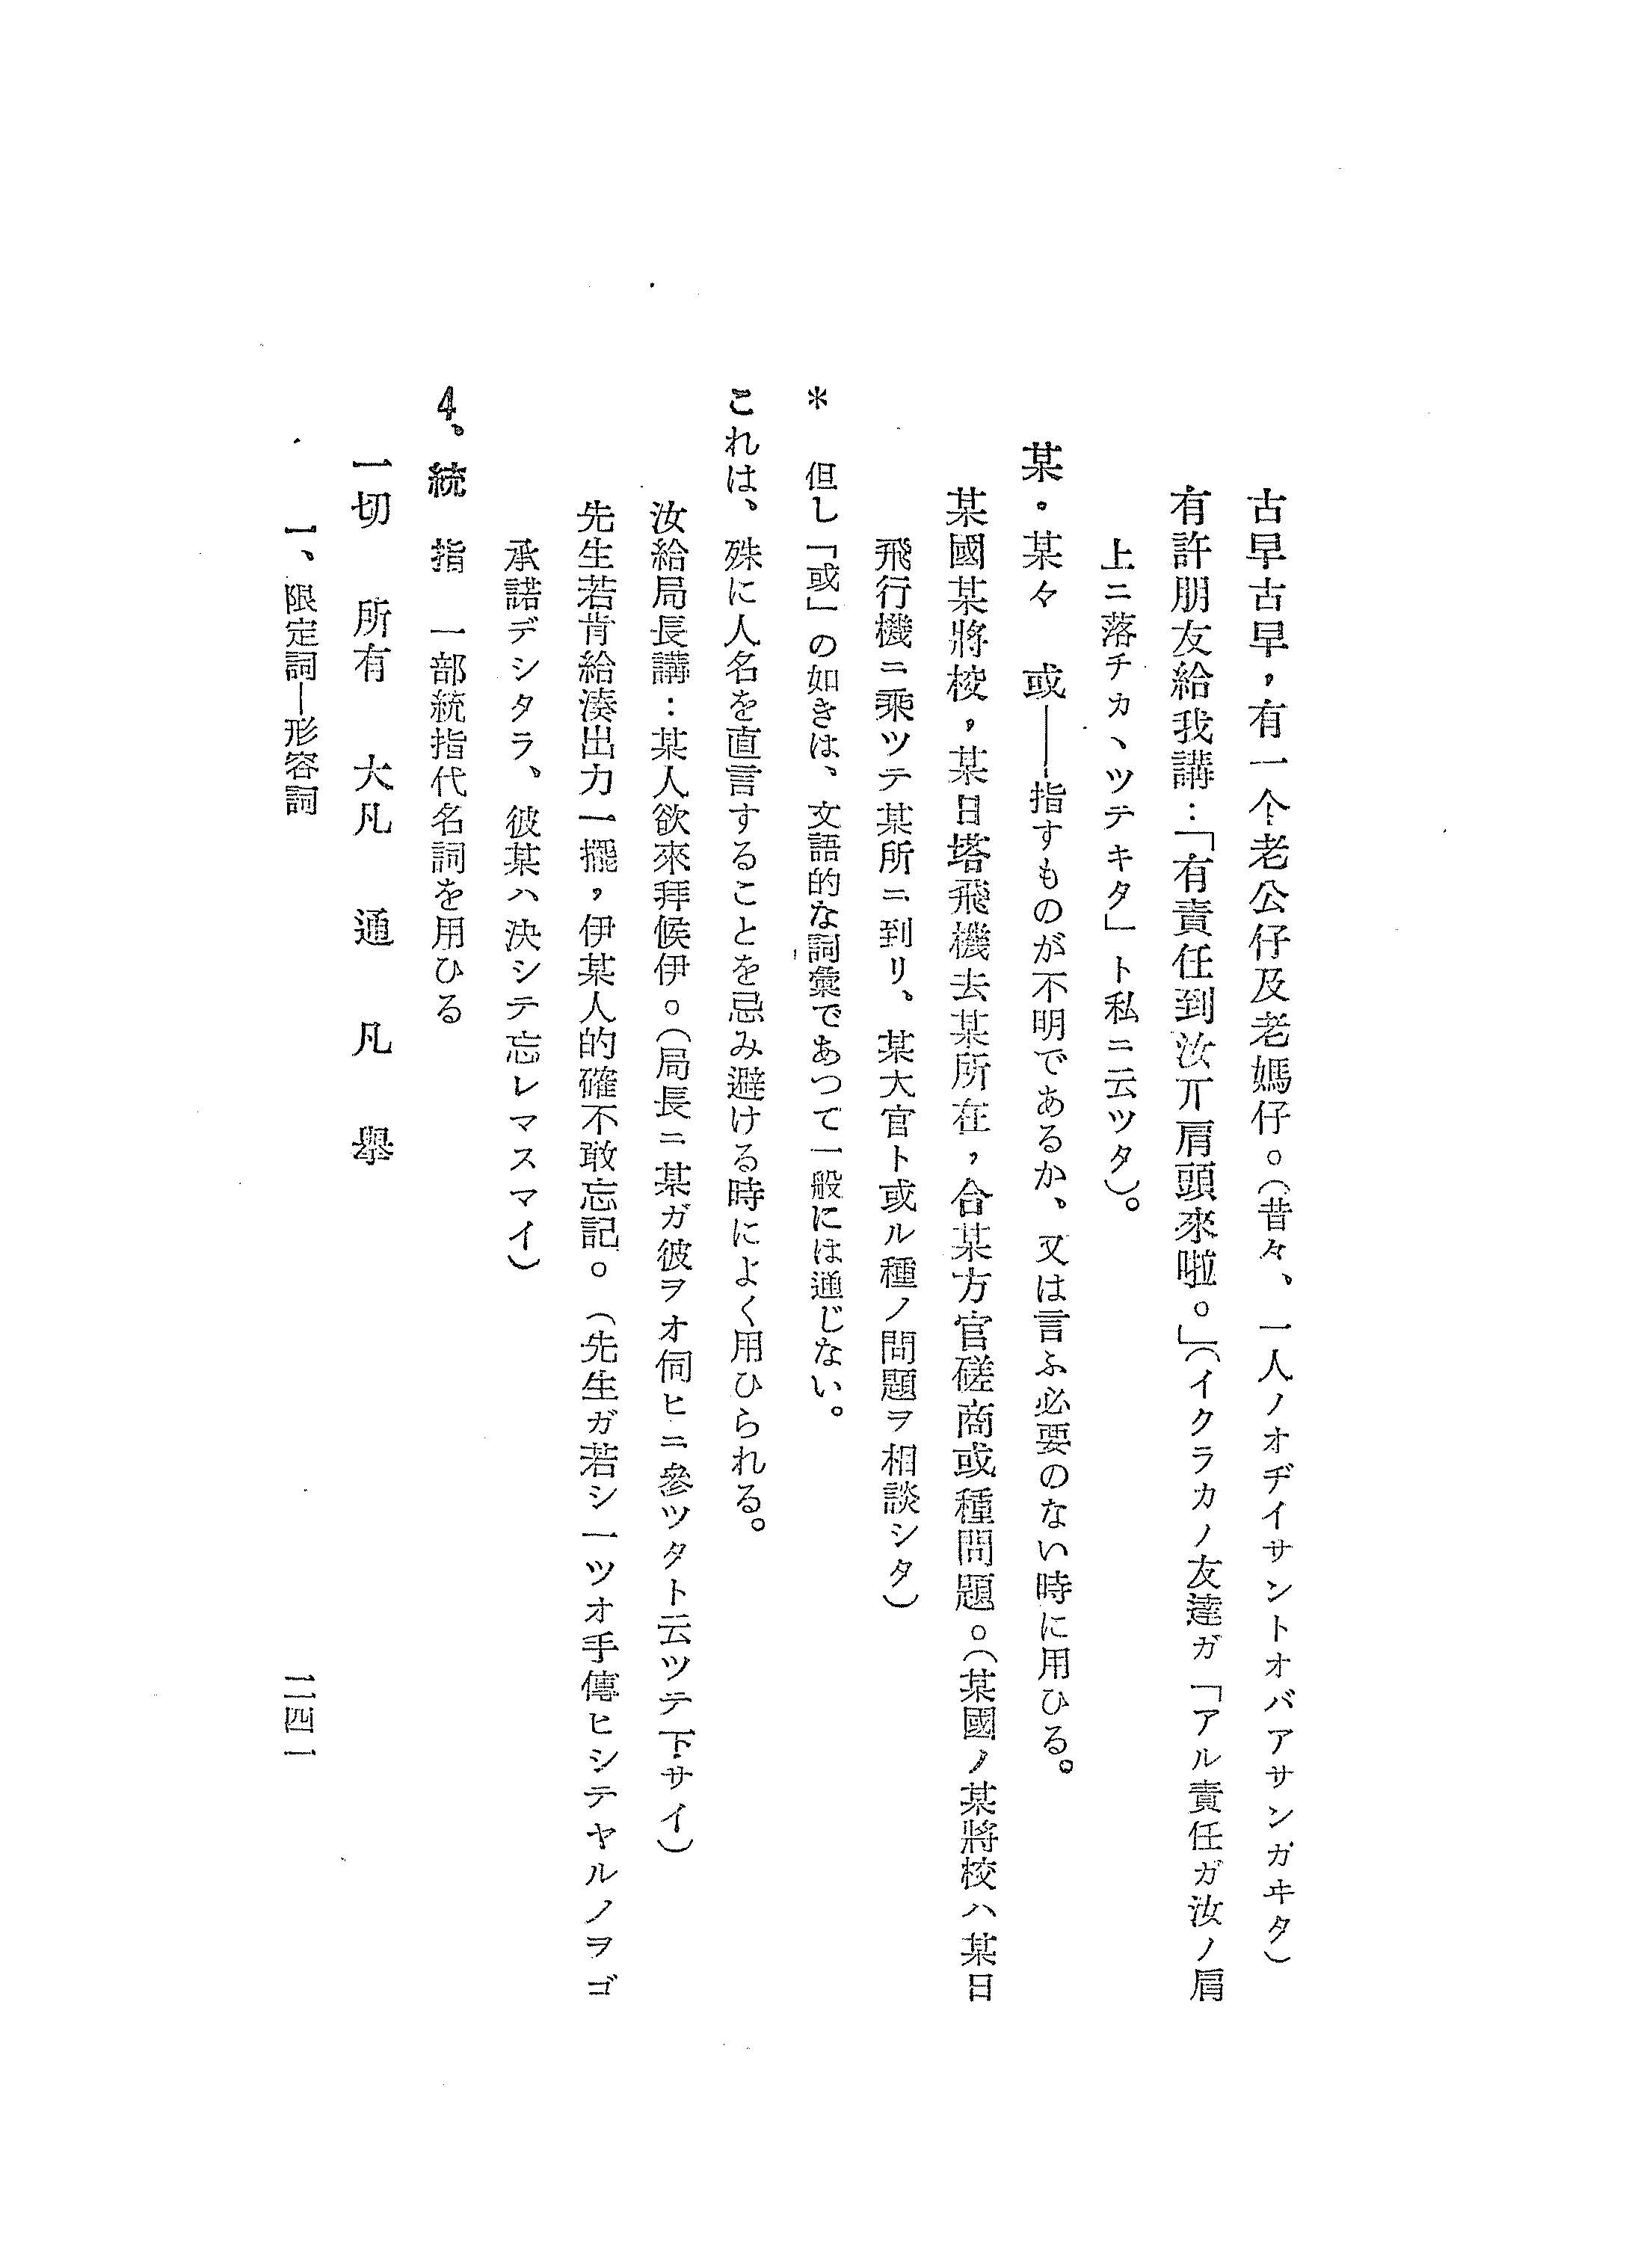 古早古早，有一个老公仔及老媽仔。（昔々、一人ノオヂイサントオバアサンガヰタ）
有許朋友給我講：「有責任到汝丌肩頭來啦。」（イクラカノ友達ガ「アル責任ガ汝ノ肩
上ニ落チカヽツテキタ」ト私ニ云ツタ）。
某・某々　或――指すものが不明であるか、又は言ふ必要のない時に用ひる。
某國某將校，某日塔飛機去某所在，合某方官磋商或種問題。（某國ノ某將校ハ某日
飛行機ニ乘ツテ某所ニ到リ、某大官ト或ル種ノ問題ヲ相談シタ）
＊　但し「或」の如きは、文語的な詞彙であつて一般には通じない。
これは、殊に人名を直言することを忌み避ける時によく用ひられる。
汝給局長講：某人欲來拜候伊。（局長ニ某ガ彼ヲオ伺ヒニ參ツタト云ツテ下サイ）
先生若肯給湊出力一擺，伊某人的確不敢忘記。（先生ガ若シ一ツオ手傳ヒシテヤルノヲゴ
承諾デシタラ、彼某ハ決シテ忘レマスマイ）
4、統　指　一部統指代名詞を用ひる
一切　所有　大凡　通　凡　擧
一、限定詞―形容詞
二四一